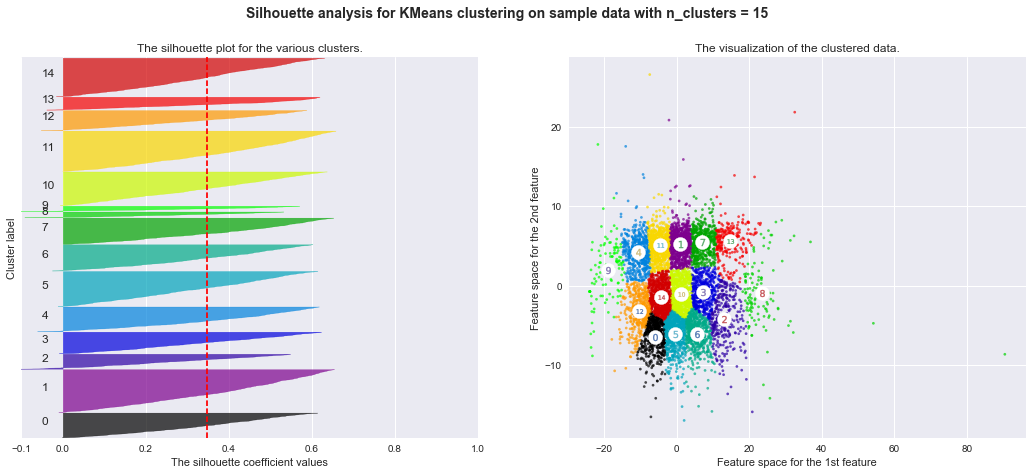 Silhouette analysis for KMeans clustering on sample data with n_clusters = 15
The silhouette plot for the various clusters.
14
13
12
11
10
9
8
7
6
5
4
3
2
1
0
Cluster label
−0.1 0.0 0.2 0.4 0.6 0.8 1.0
The silhouette coefficient values
The visualization of the clustered data.
Feature space for the 2nd feature
20
10
0
−10
4 11 1 7 13
9
12 14 10 3 8
2
0 5 6
−20 0 20 40 60 80
Feature space for the 1st feature